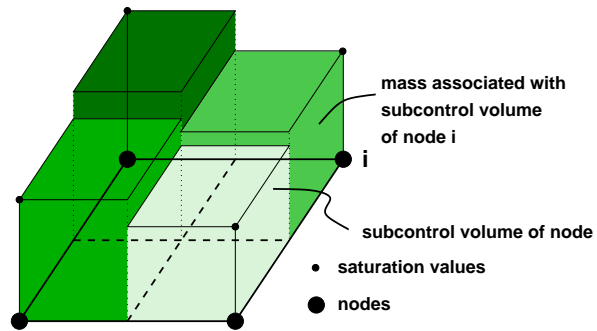 mass associated with
subcontrol volume
of node i
i
subcontrol volume of node
saturation values
nodes